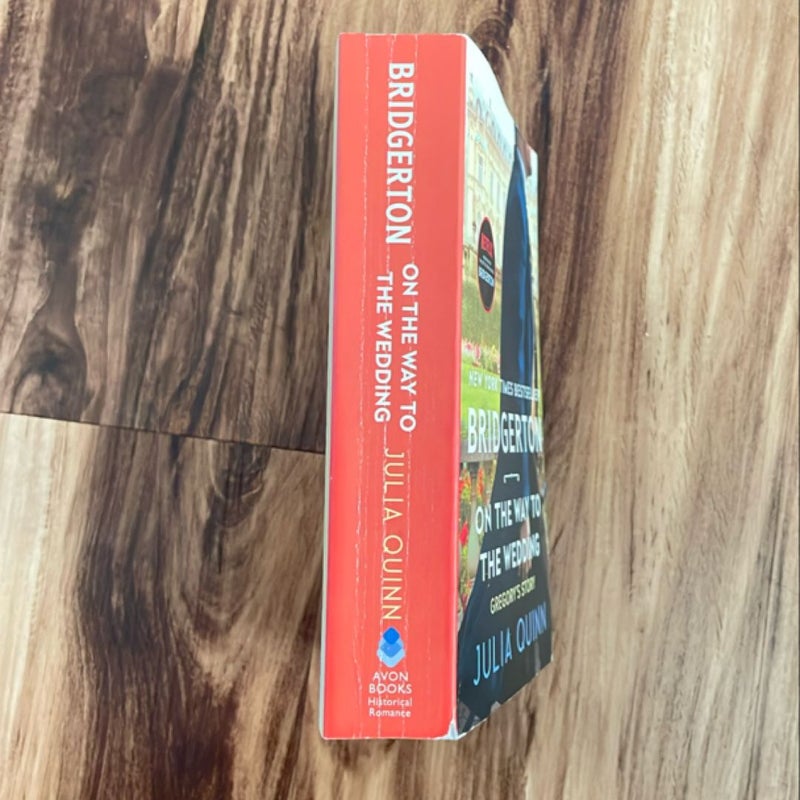 BRIDGERTON
ON THE WAY TO
THE WEDDING
JULIA QUINN
AVON
BOOKS
Historical
Romance
NEW YORK TIMES BESTSELLER
BRIDGERTON
ON THE WAY TO
THE WEDDING
GREGORY'S STORY
JULIA QUINN